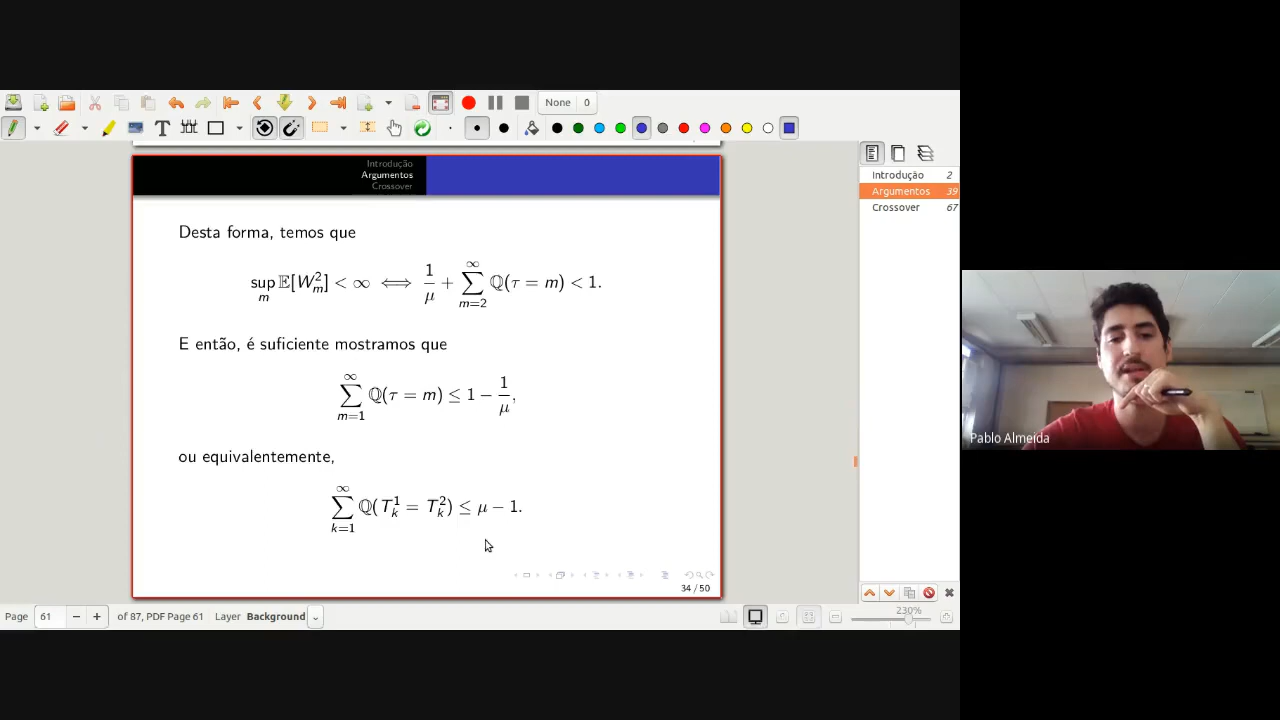 None 0
Introdução
Argumentos
Crossover
Desta forma, temos que
sup_m 𝔼[W_m^2] < ∞ ⟺ 1/μ + ∑_{m=2}^{∞} ℚ(τ = m) < 1.
E então, é suficiente mostramos que
∑_{m=1}^{∞} ℚ(τ = m) ≤ 1 − 1/μ,
ou equivalentemente,
∑_{k=1}^{∞} ℚ(T_k^1 = T_k^2) ≤ μ − 1.
34 / 50
Introdução 2
Argumentos 39
Crossover 67
Page 61 of 87, PDF Page 61 Layer Background
230%
Pablo Almeida